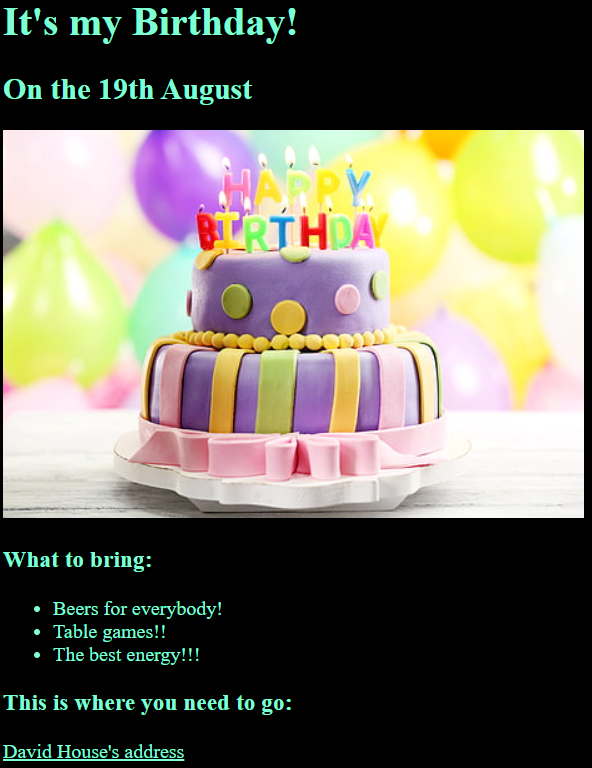 It's my Birthday!
On the 19th August
HAPPY
BIRTHDAY
What to bring:
Beers for everybody!
Table games!!
The best energy!!!
This is where you need to go:
David House's address